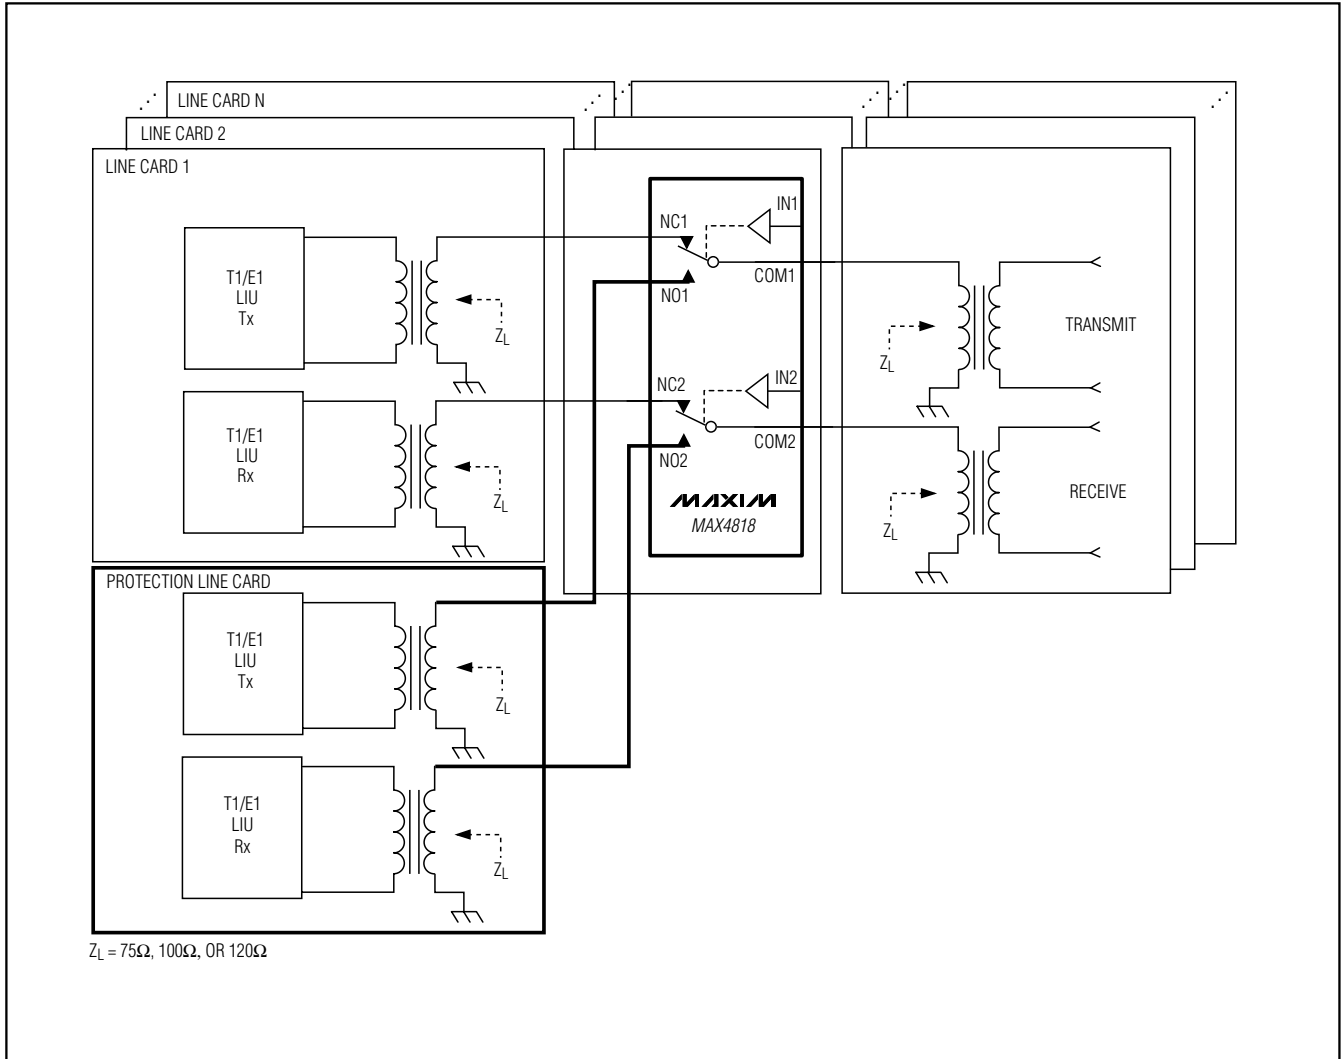 LINE CARD N
LINE CARD 2
LINE CARD 1
T1/E1
LIU
Tx
ZL
T1/E1
LIU
Rx
ZL
NC1
IN1
NO1
COM1
NC2
IN2
NO2
COM2
MAXIM
MAX4818
ZL
TRANSMIT
ZL
RECEIVE
PROTECTION LINE CARD
T1/E1
LIU
Tx
ZL
T1/E1
LIU
Rx
ZL
ZL = 75Ω, 100Ω, OR 120Ω